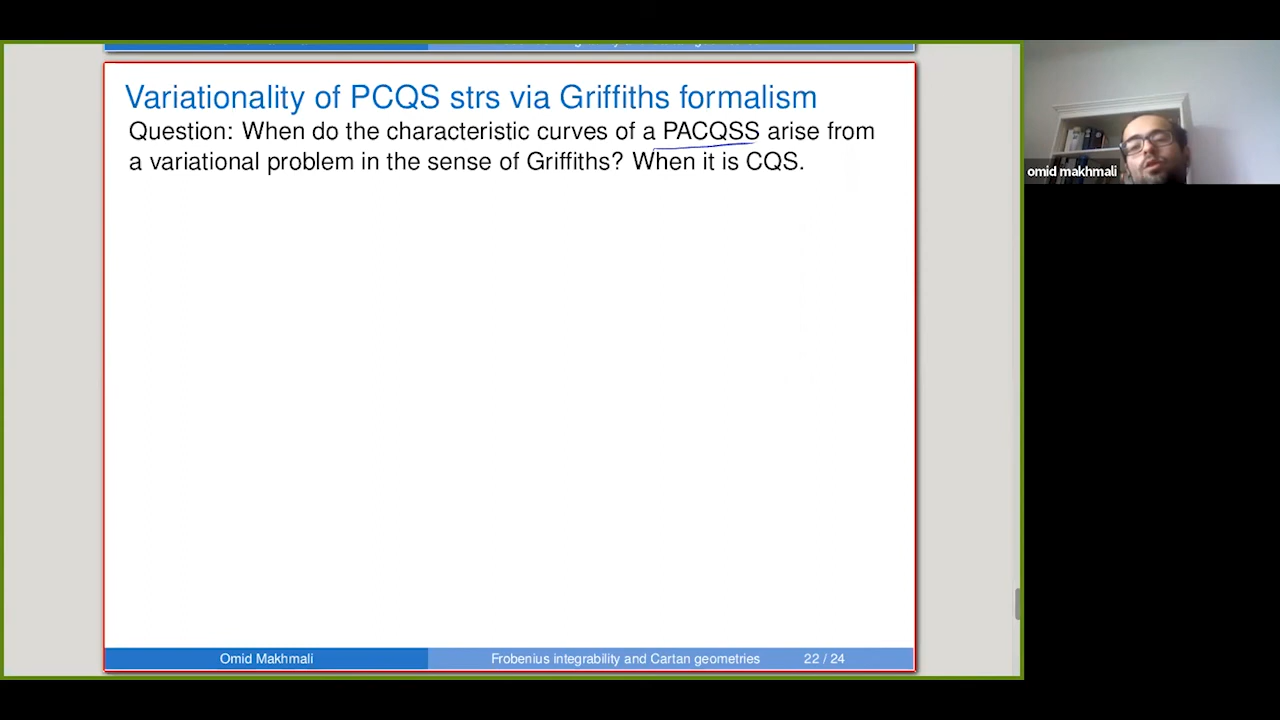 Variationality of PCQS strs via Griffiths formalism
Question: When do the characteristic curves of a PACQSS arise from
a variational problem in the sense of Griffiths? When it is CQS.
omid makhmali
Omid Makhmali Frobenius integrability and Cartan geometries 22 / 24